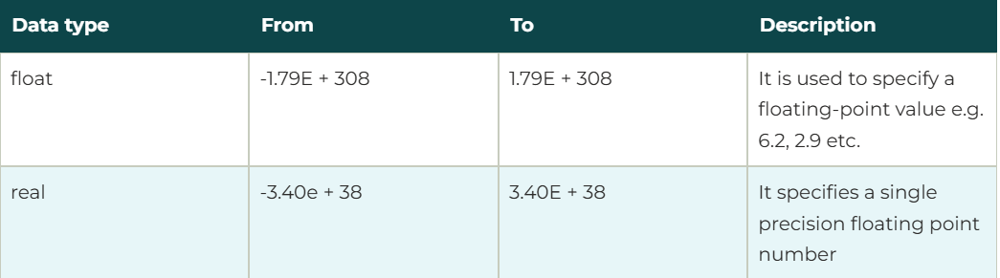 Data type From To Description
float -1.79E + 308 1.79E + 308 It is used to specify a
floating-point value e.g.
6.2, 2.9 etc.
real -3.40e + 38 3.40E + 38 It specifies a single
precision floating point
number